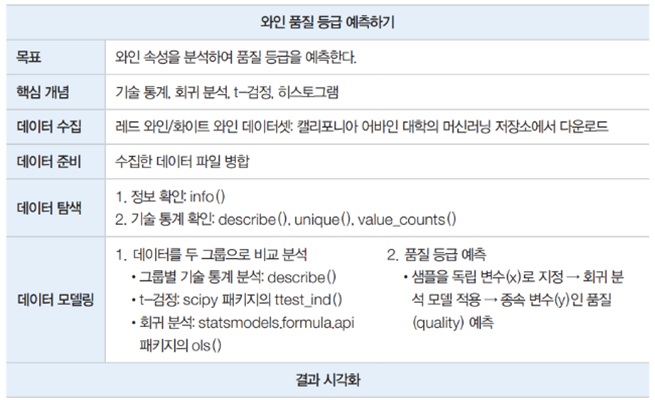 와인 품질 등급 예측하기
목표
와인 속성을 분석하여 품질 등급을 예측한다.
핵심 개념
기술 통계, 회귀 분석, t-검정, 히스토그램
데이터 수집
레드 와인/화이트 와인 데이터셋: 캘리포니아 어바인 대학의 머신러닝 저장소에서 다운로드
데이터 준비
수집한 데이터 파일 병합
데이터 탐색
1. 정보 확인: info()
2. 기술 통계 확인: describe(), unique(), value_counts()
데이터 모델링
1. 데이터를 두 그룹으로 비교 분석
• 그룹별 기술 통계 분석: describe()
• t-검정: scipy 패키지의 ttest_ind()
• 회귀 분석: statsmodels.formula.api
패키지의 ols()
2. 품질 등급 예측
• 샘플을 독립 변수(x)로 지정 → 회귀 분
석 모델 적용 → 종속 변수(y)인 품질
(quality) 예측
결과 시각화